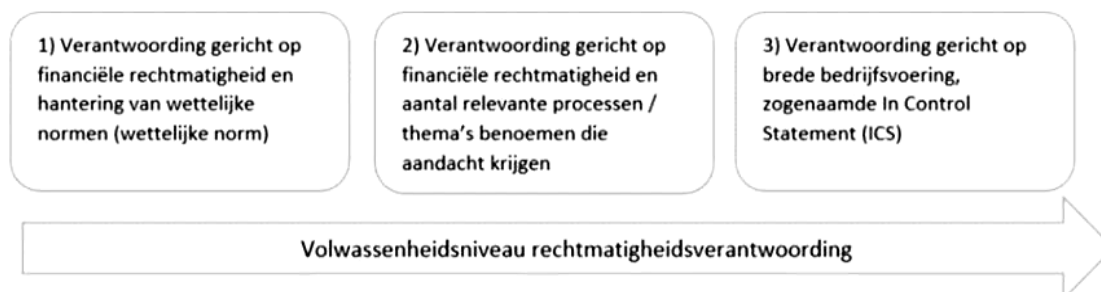 1) Verantwoording gericht op
financiële rechtmatigheid en
hantering van wettelijke
normen (wettelijke norm)
2) Verantwoording gericht op
financiële rechtmatigheid en
aantal relevante processen /
thema's benoemen die
aandacht krijgen
3) Verantwoording gericht op
brede bedrijfsvoering,
zogenaamde In Control
Statement (ICS)
Volwassenheidsniveau rechtmatigheidsverantwoording